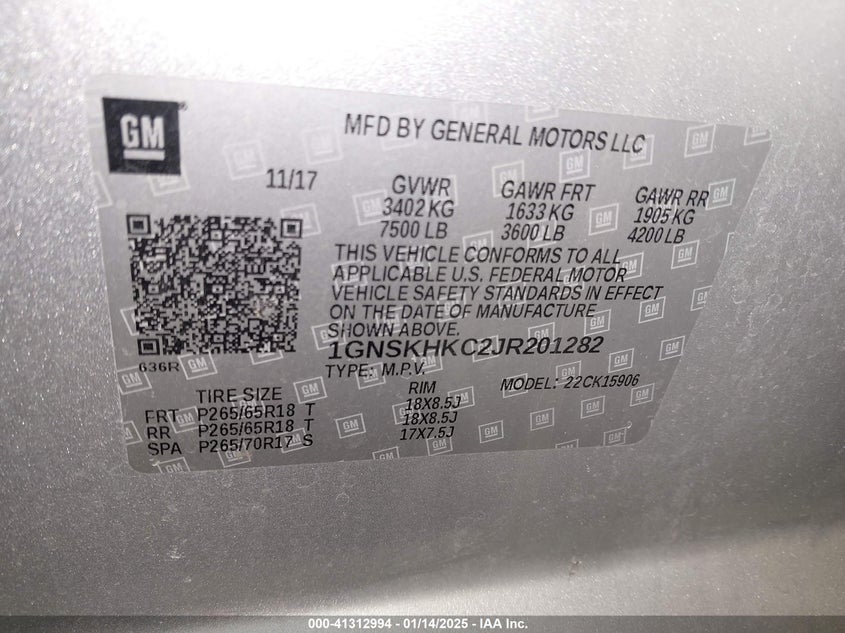 GM
MFD BY GENERAL MOTORS LLC
11/17
GVWR GAWR FRT GAWR RR
3402 KG 1633 KG 1905 KG
7500 LB 3600 LB 4200 LB
THIS VEHICLE CONFORMS TO ALL
APPLICABLE U.S. FEDERAL MOTOR
VEHICLE SAFETY STANDARDS IN EFFECT
ON THE DATE OF MANUFACTURE
SHOWN ABOVE.
1GNSKHKC2JR201282
636R
TYPE: M.P.V. MODEL: 22CK15906
TIRE SIZE RIM
FRT P265/65R18 T 18X8.5J
RR P265/65R18 T 18X8.5J
SPA P265/70R17 S 17X7.5J
000-41312994 - 01/14/2025 - IAA Inc.